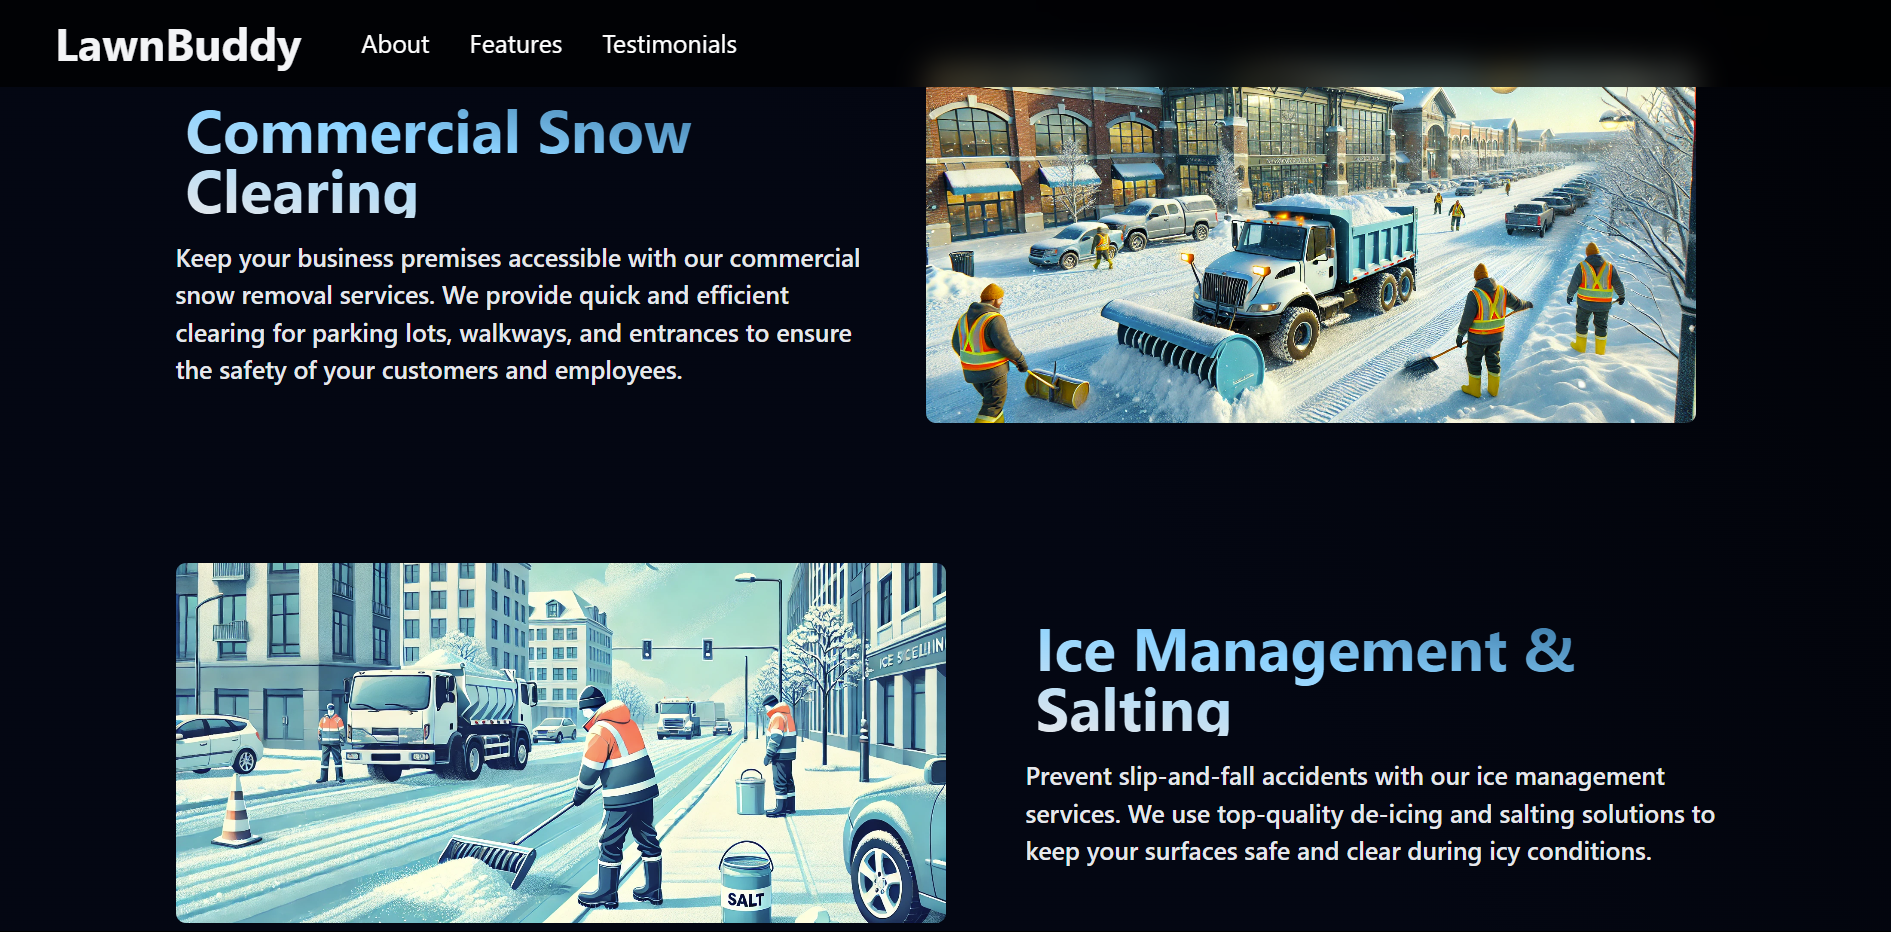 LawnBuddy About Features Testimonials
Commercial Snow
Clearing
Keep your business premises accessible with our commercial
snow removal services. We provide quick and efficient
clearing for parking lots, walkways, and entrances to ensure
the safety of your customers and employees.
Ice Management &
Salting
Prevent slip-and-fall accidents with our ice management
services. We use top-quality de-icing and salting solutions to
keep your surfaces safe and clear during icy conditions.
SALT